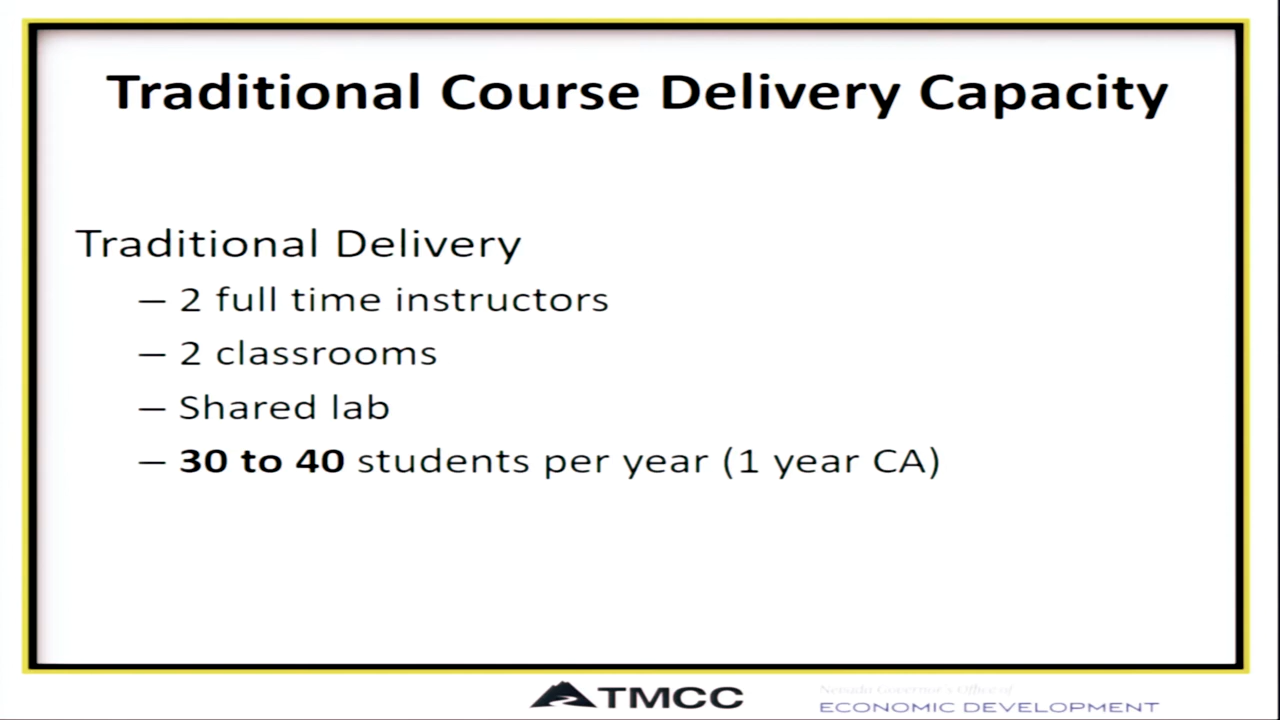 Traditional Course Delivery Capacity
Traditional Delivery
– 2 full time instructors
– 2 classrooms
– Shared lab
– 30 to 40 students per year (1 year CA)
TMCC
Nevada Governor's Office of
ECONOMIC DEVELOPMENT